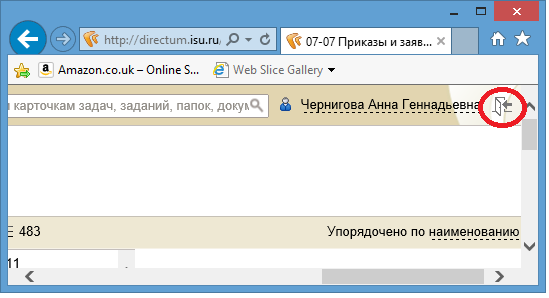 http://directum.isu.ru/
07-07 Приказы и заяв...
Amazon.co.uk – Online S...
Web Slice Gallery
карточкам задач, заданий, папок, доку
Чернигова Анна Геннадьевна
483
Упорядочено по наименованию
11